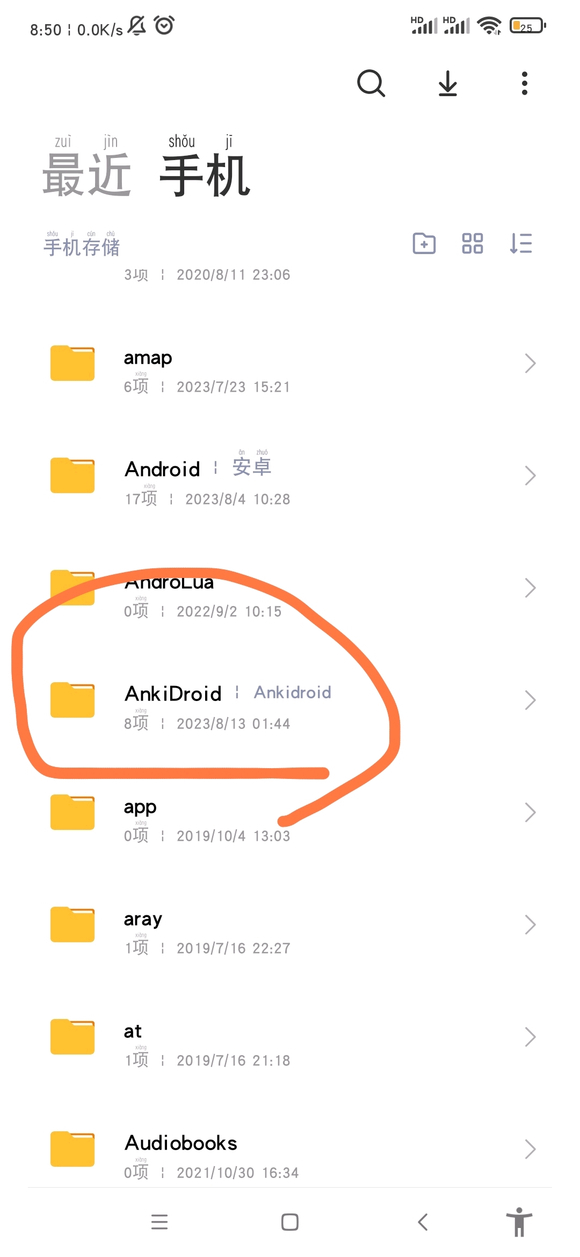 8:50 ¦ 0.0K/s HD HD 25
zuì jìn shǒu jī
最近 手机
shǒu jī cún chǔ
手机存储
3项 ¦ 2020/8/11 23:06
amap
xiàng
6项 ¦ 2023/7/23 15:21
ān zhuó
Android ¦ 安卓
xiàng
17项 ¦ 2023/8/4 10:28
AndroLua
xiàng
0项 ¦ 2022/9/2 10:15
AnkiDroid ¦ Ankidroid
xiàng
8项 ¦ 2023/8/13 01:44
app
xiàng
0项 ¦ 2019/10/4 13:03
aray
xiàng
1项 ¦ 2019/7/16 22:27
at
xiàng
1项 ¦ 2019/7/16 21:18
Audiobooks
xiàng
0项 ¦ 2021/10/30 16:34